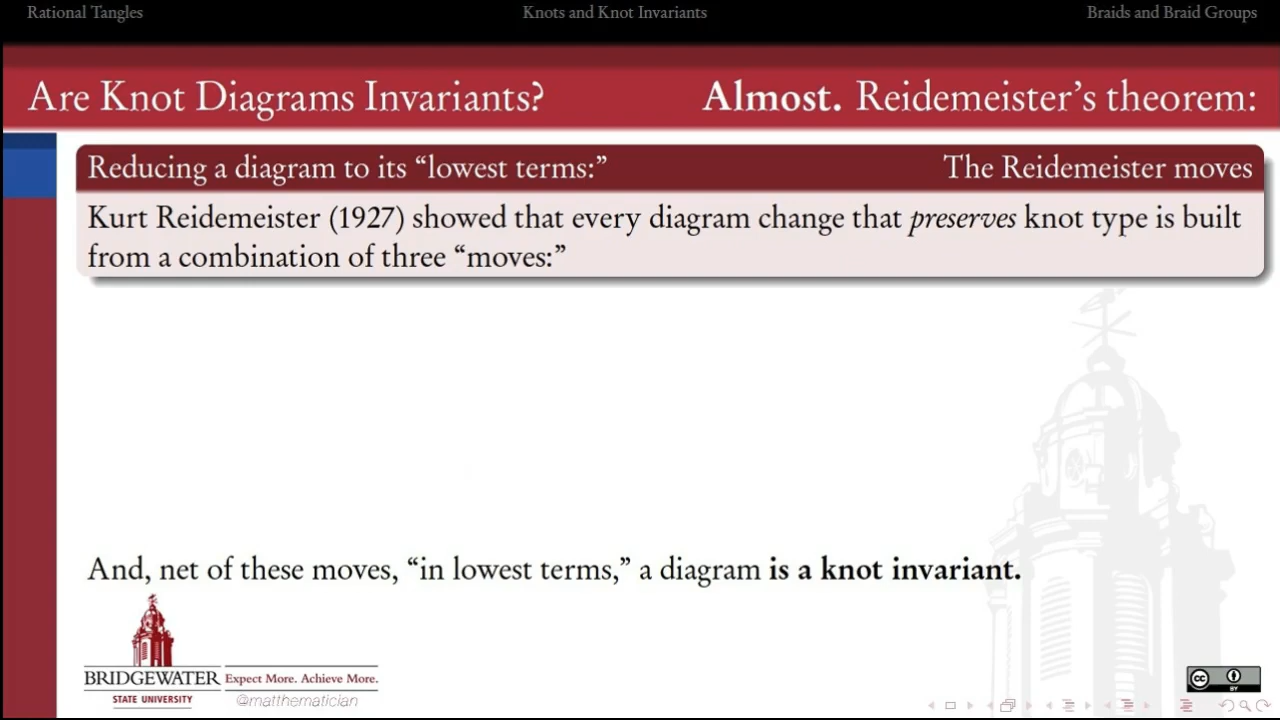 Rational Tangles Knots and Knot Invariants Braids and Braid Groups
Are Knot Diagrams Invariants? Almost. Reidemeister’s theorem:
Reducing a diagram to its “lowest terms:” The Reidemeister moves
Kurt Reidemeister (1927) showed that every diagram change that preserves knot type is built
from a combination of three “moves:”
And, net of these moves, “in lowest terms,” a diagram is a knot invariant.
BRIDGEWATER Expect More. Achieve More.
STATE UNIVERSITY @matthematician
cc BY